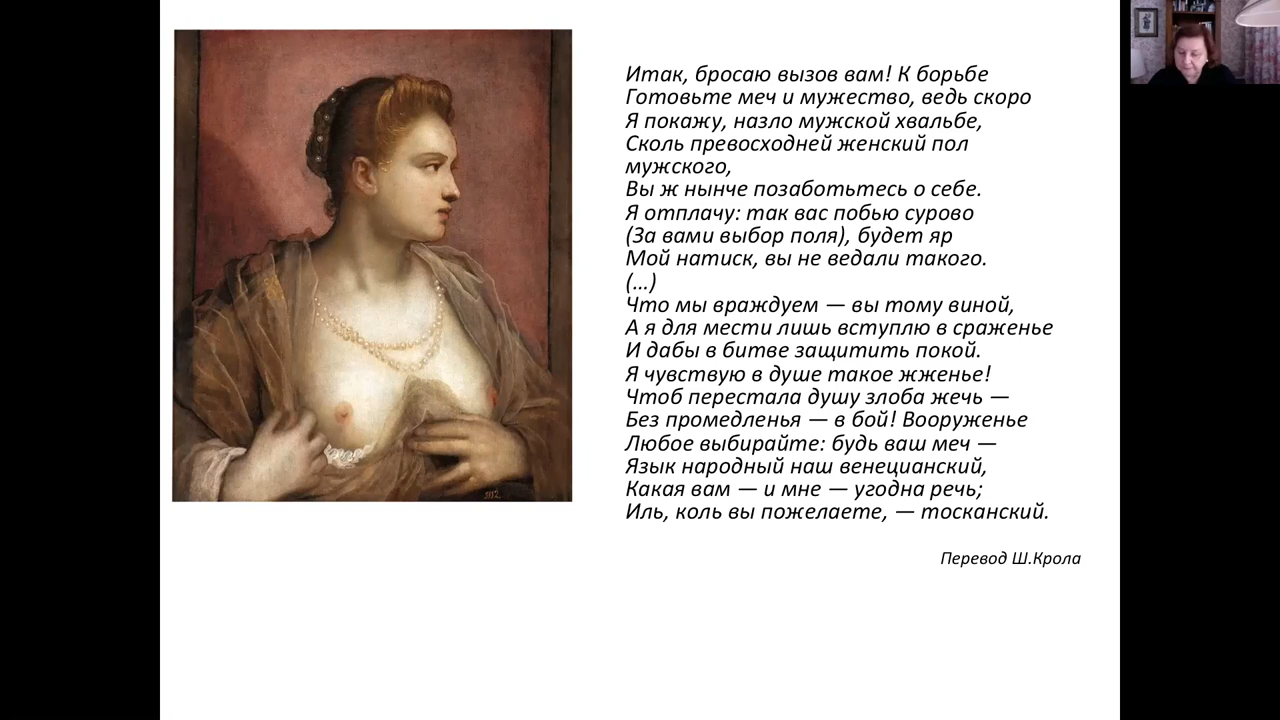 Итак, бросаю вызов вам! К борьбе
Готовьте меч и мужество, ведь скоро
Я покажу, назло мужской хвальбе,
Сколь превосходней женский пол
мужского,
Вы ж нынче позаботьтесь о себе.
Я отплачу: так вас побью сурово
(За вами выбор поля), будет яр
Мой натиск, вы не ведали такого.
(...)
Что мы враждуем — вы тому виной,
А я для мести лишь вступлю в сраженье
И дабы в битве защитить покой.
Я чувствую в душе такое жженье!
Чтоб перестала душу злоба жечь —
Без промедленья — в бой! Вооруженье
Любое выбирайте: будь ваш меч —
Язык народный наш венецианский,
Какая вам — и мне — угодна речь;
Иль, коль вы пожелаете, — тосканский.
Перевод Ш.Крола